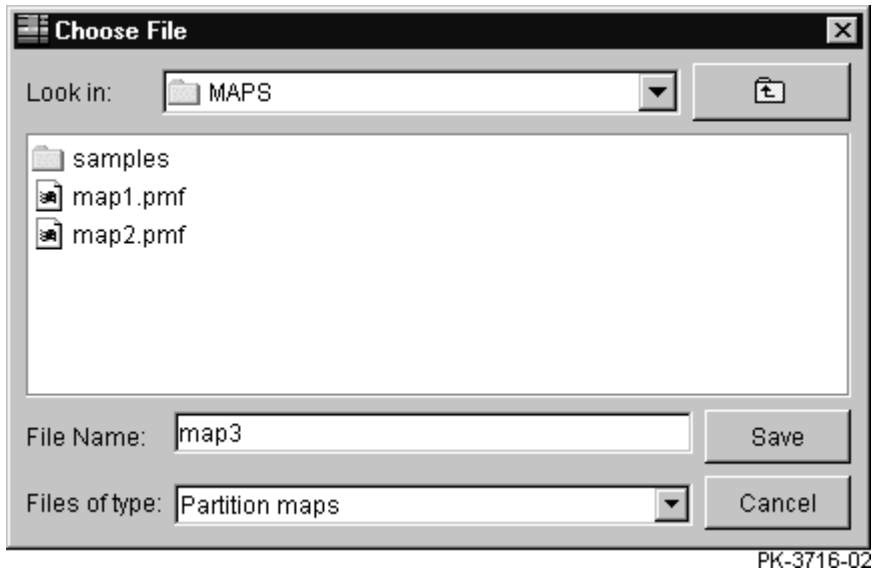 Choose File
Look in: MAPS
samples
map1.pmf
map2.pmf
File Name: map3 Save
Files of type: Partition maps Cancel
PK-3716-02